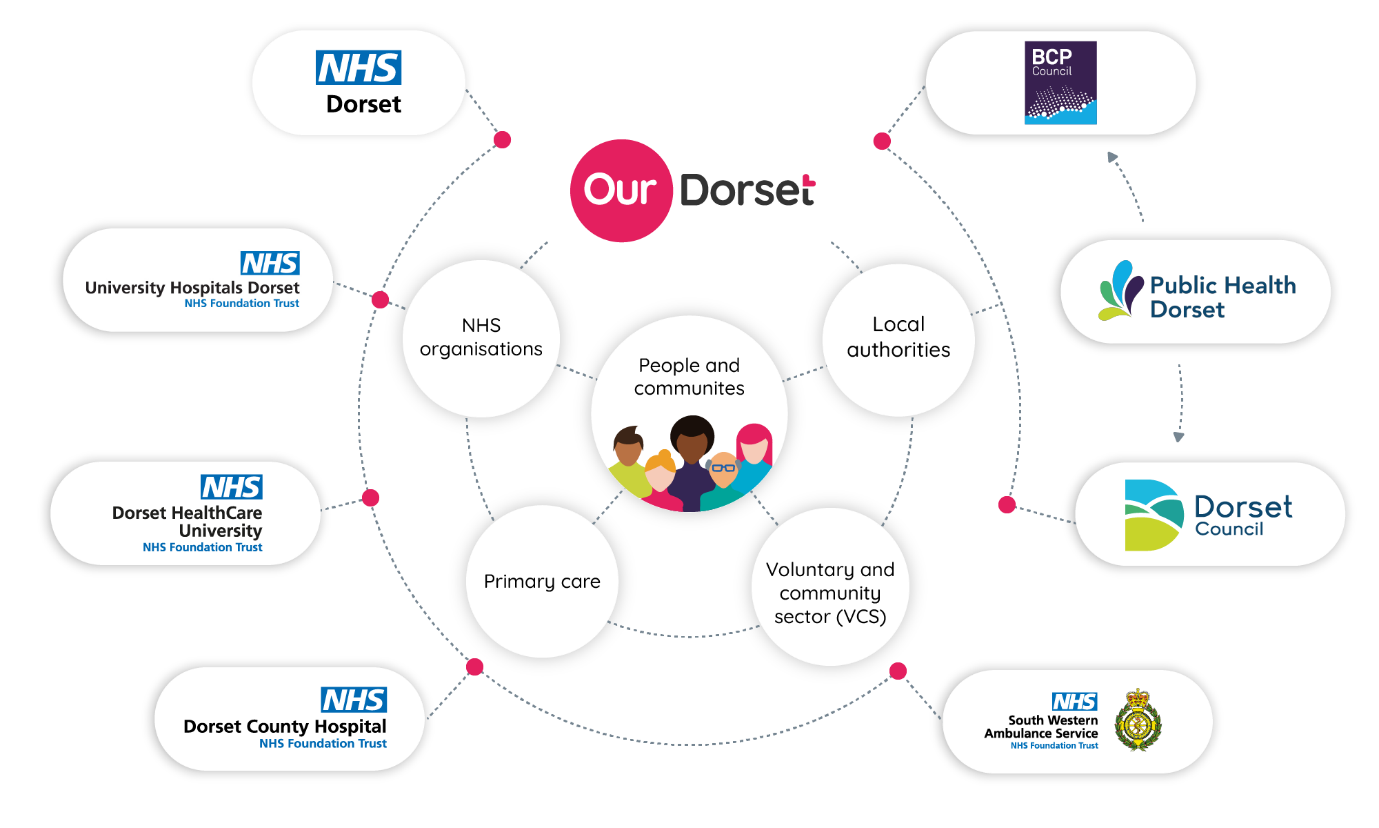 NHS
Dorset
BCP
Council
Our Dorset
NHS
University Hospitals Dorset
NHS Foundation Trust
Public Health
Dorset
NHS
organisations
Local
authorities
People and
communites
NHS
Dorset HealthCare
University
NHS Foundation Trust
Dorset
Council
Primary care
Voluntary and
community
sector (VCS)
NHS
Dorset County Hospital
NHS Foundation Trust
NHS
South Western
Ambulance Service
NHS Foundation Trust